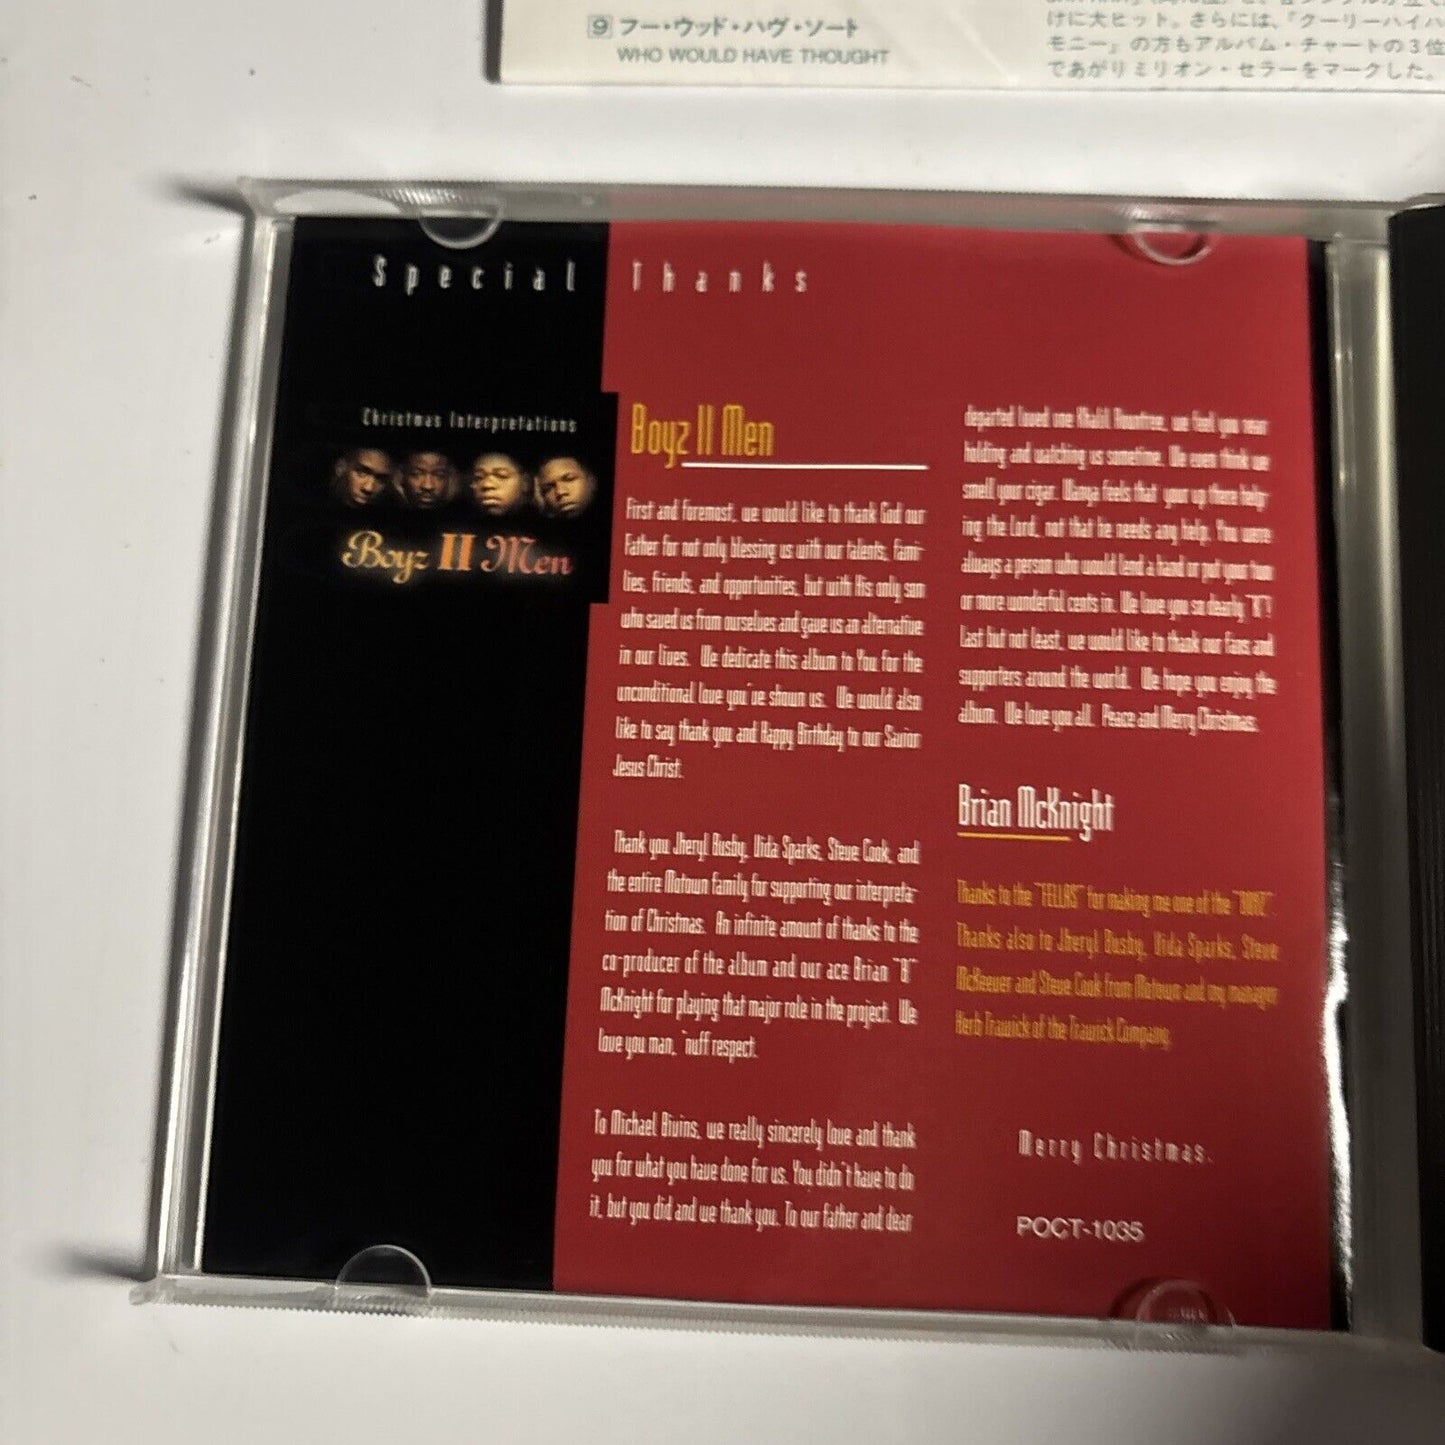 9 フー・ウッド・ハヴ・ソート
WHO WOULD HAVE THOUGHT
けに大ヒット。さらには、「クーリーハイハ
モニー」の方もアルバム・チャートの3位
であがりミリオン・セラーをマークした。
Special Thanks
Christmas Interpretations
Boyz II Men
Boyz II Men
First and foremost, we would like to thank God our
Father for not only blessing us with our talents, fami-
lies, friends, and opportunities, but with His only son
who saved us from ourselves and gave us an alternative
in our lives. We dedicate this album to You for the
unconditional love you've shown us. We would also
like to say thank you and Happy Birthday to our Savior
Jesus Christ.
Thank you Jheryl Busby, Vida Sparks, Steve Cook, and
the entire Motown family for supporting our interpreta-
tion of Christmas. An infinite amount of thanks to the
co-producer of the album and our ace Brian "B"
McKnight for playing that major role in the project. We
love you man, 'nuff respect.
To Michael Bivins, we really sincerely love and thank
you for what you have done for us. You didn't have to do
it, but you did and we thank you. To our father and dear
departed loved one Khalil Rountree, we feel you near
holding and watching us sometime. We even think we
smell your cigar. Wanya feels that your up there help-
ing the Lord, not that he needs any help. You were
always a person who would lend a hand or put your two
or more wonderful cents in. We love you so dearly "K"!
Last but not least, we would like to thank our fans and
supporters around the world. We hope you enjoy the
album. We love you all. Peace and Merry Christmas.
Brian McKnight
Thanks to the "FELLAS" for making me one of the "BOYZ".
Thanks also to Jheryl Busby, Vida Sparks, Steve
McKeever and Steve Cook from Motown and my manager
Herb Trawick of the Trawick Company.
Merry Christmas.
POCT-1035